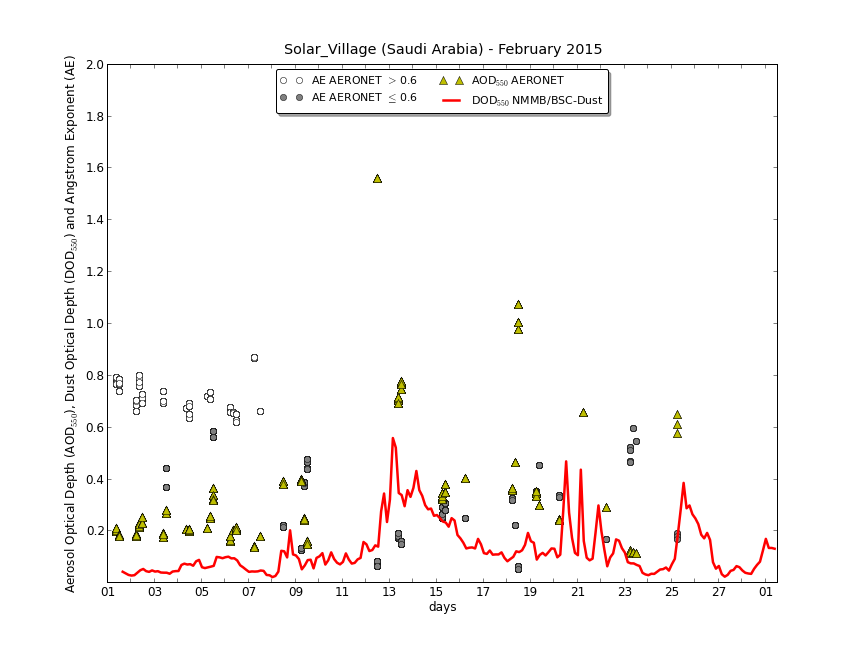 Solar_Village (Saudi Arabia) - February 2015
Aerosol Optical Depth (AOD₅₅₀), Dust Optical Depth (DOD₅₅₀) and Angstrom Exponent (AE)
2.0
1.8
1.6
1.4
1.2
1.0
0.8
0.6
0.4
0.2
AE AERONET > 0.6
AE AERONET ≤ 0.6
AOD₅₅₀ AERONET
DOD₅₅₀ NMMB/BSC-Dust
01 03 05 07 09 11 13 15 17 19 21 23 25 27 01
days